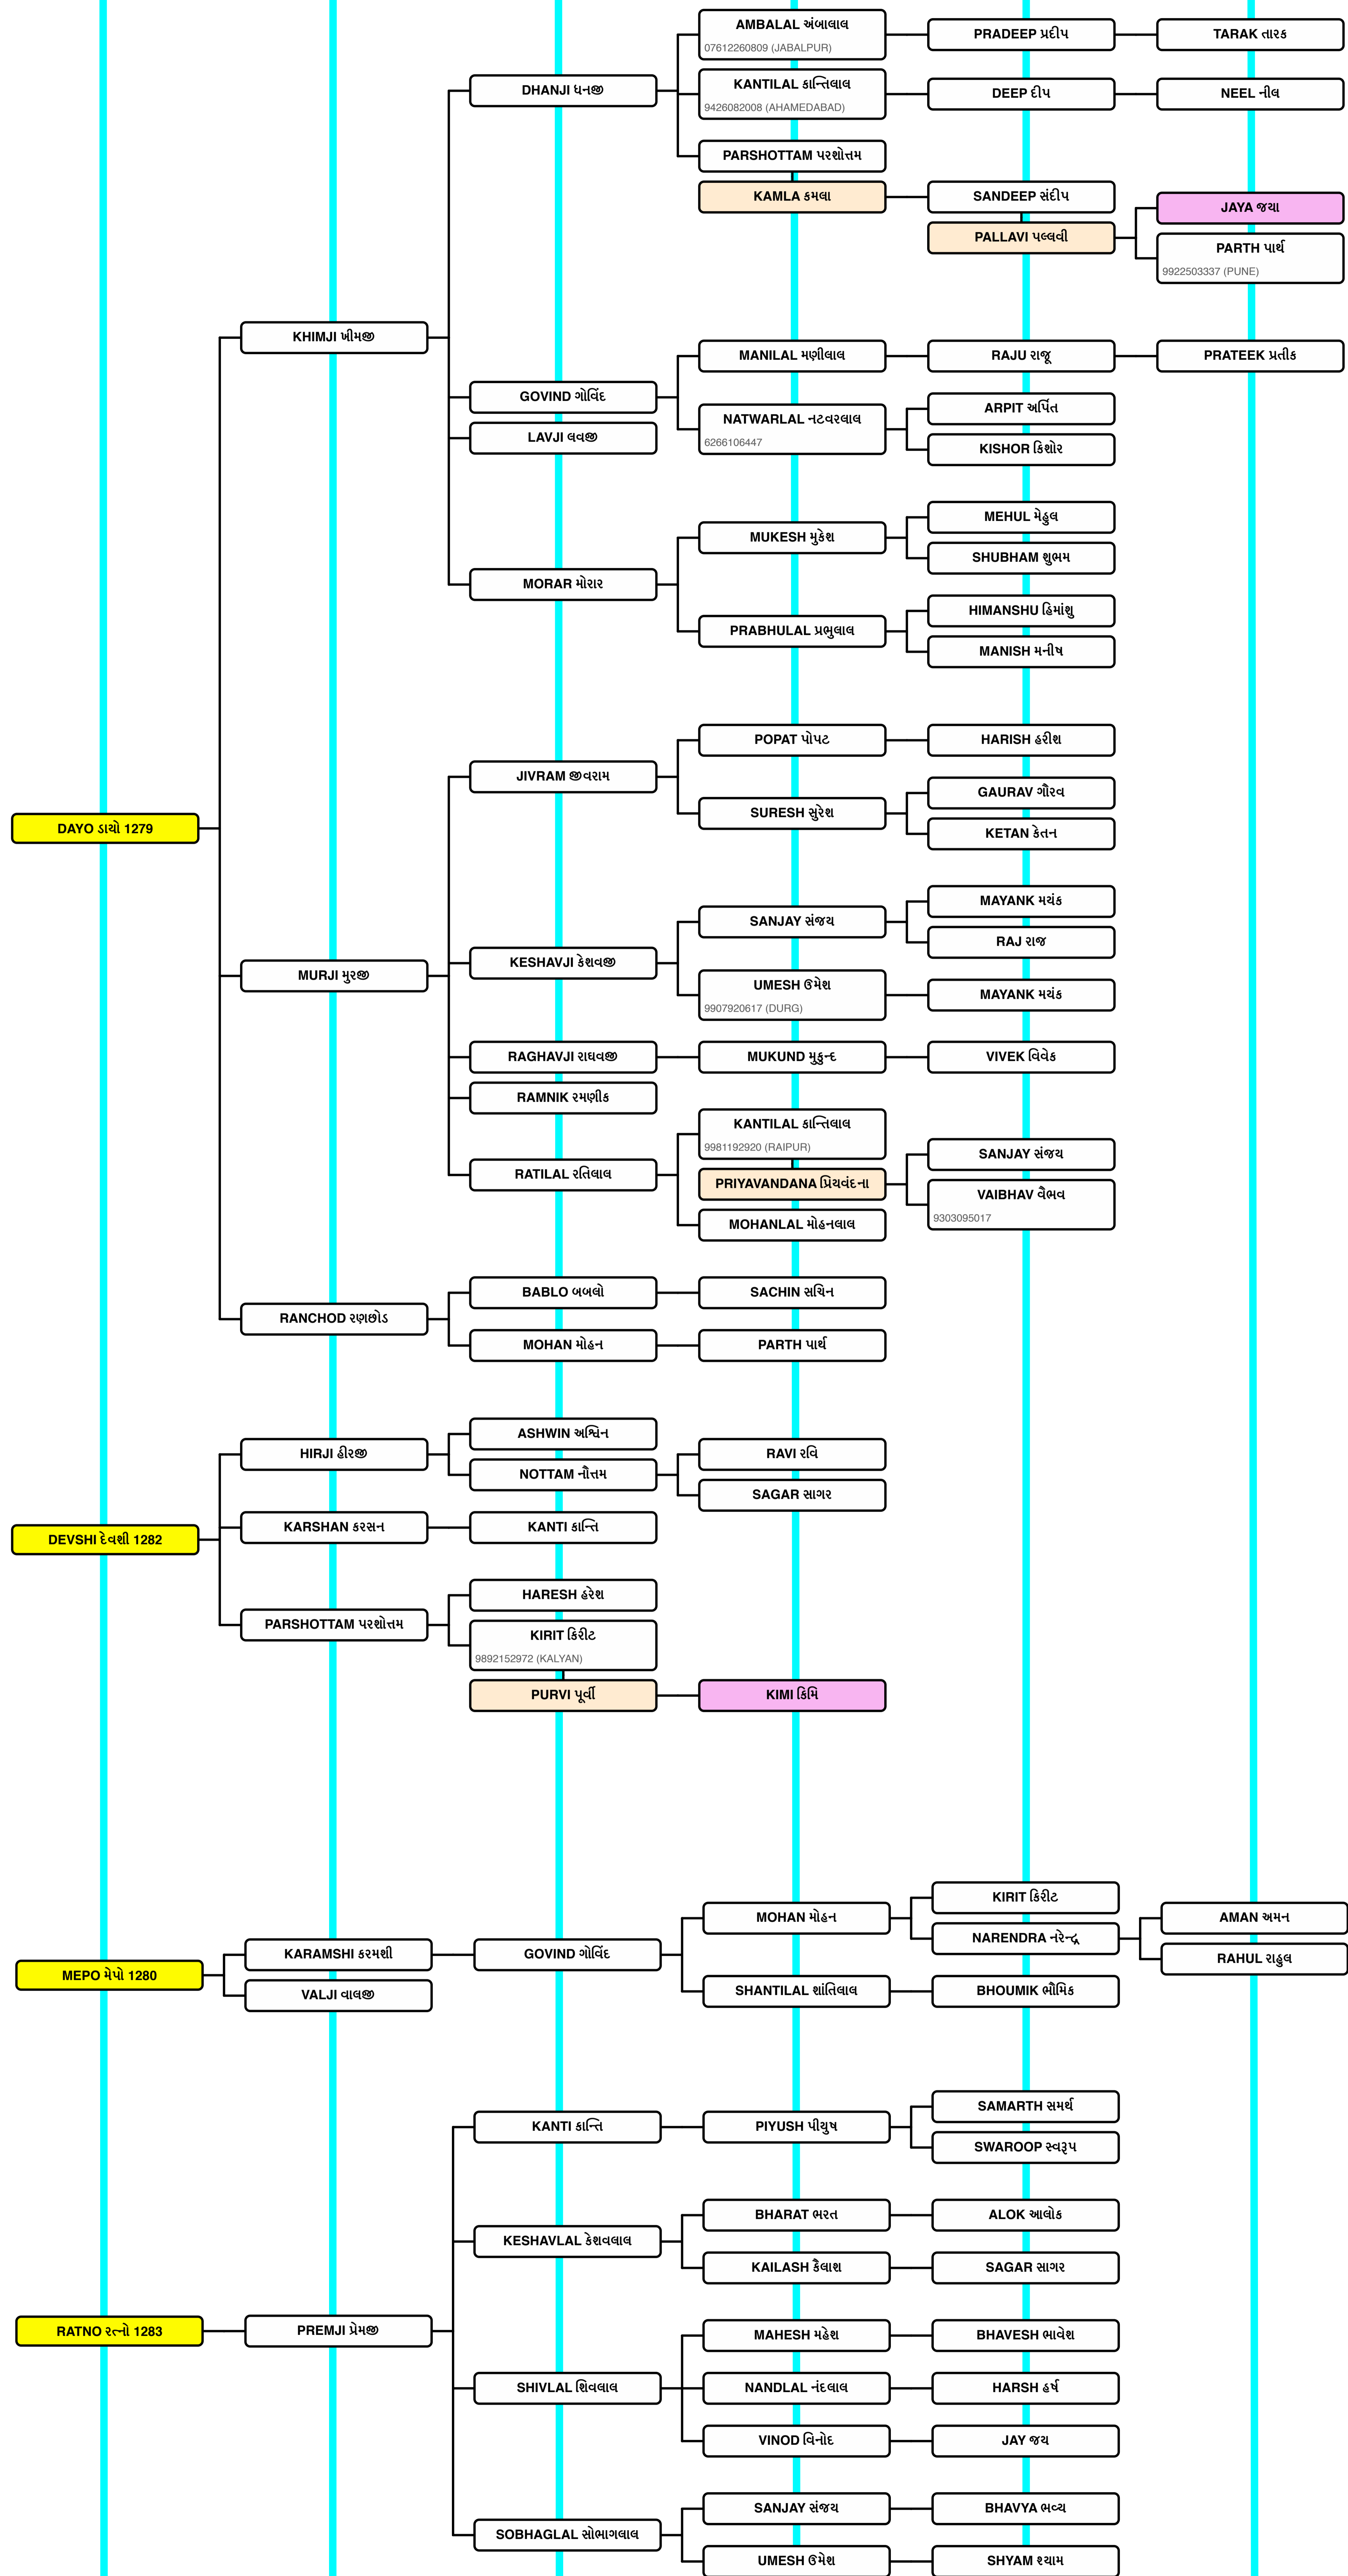 AMBALAL અંબાલાલ
07612260809 (JABALPUR)
PRADEEP પ્રદીપ
TARAK તારક
DHANJI ધનજી
KANTILAL કાન્તિલાલ
9426082008 (AHAMEDABAD)
DEEP દીપ
NEEL નીલ
PARSHOTTAM પરશોત્તમ
KAMLA કમલા
SANDEEP સંદીપ
JAYA જયા
PALLAVI પલ્લવી
PARTH પાર્થ
9922503337 (PUNE)
KHIMJI ખીમજી
MANILAL મણીલાલ
RAJU રાજૂ
PRATEEK પ્રતીક
GOVIND ગોવિંદ
NATWARLAL નટવરલાલ
6266106447
ARPIT અર્પિત
LAVJI લવજી
KISHOR કિશોર
MEHUL મેહુલ
MUKESH મુકેશ
SHUBHAM શુભમ
MORAR મોરાર
HIMANSHU હિમાંશુ
PRABHULAL પ્રભુલાલ
MANISH મનીષ
POPAT પોપટ
HARISH હરીશ
JIVRAM જીવરામ
GAURAV ગૌરવ
SURESH સુરેશ
DAYO ડાયો 1279
KETAN કેતન
MAYANK મયંક
SANJAY સંજય
RAJ રાજ
KESHAVJI કેશવજી
MURJI મુરજી
UMESH ઉમેશ
9907920617 (DURG)
MAYANK મયંક
RAGHAVJI રાઘવજી
MUKUND મુકુન્દ
VIVEK વિવેક
RAMNIK રમણીક
KANTILAL કાન્તિલાલ
9981192920 (RAIPUR)
SANJAY સંજય
RATILAL રતિલાલ
PRIYAVANDANA પ્રિયવંદના
VAIBHAV વૈભવ
9303095017
MOHANLAL મોહનલાલ
BABLO બબલો
SACHIN સચિન
RANCHOD રણછોડ
MOHAN મોહન
PARTH પાર્થ
ASHWIN અશ્વિન
HIRJI હીરજી
RAVI રવિ
NOTTAM નૌત્તમ
SAGAR સાગર
KARSHAN કરસન
KANTI કાન્તિ
DEVSHI દેવશી 1282
HARESH હરેશ
PARSHOTTAM પરશોત્તમ
KIRIT કિરીટ
9892152972 (KALYAN)
PURVI પૂર્વી
KIMI કિમિ
KIRIT કિરીટ
MOHAN મોહન
AMAN અમન
NARENDRA નરેન્દ્ર
KARAMSHI કરમશી
GOVIND ગોવિંદ
RAHUL રાહુલ
MEPO મેપો 1280
VALJI વાલજી
SHANTILAL શાંતિલાલ
BHOUMIK ભૌમિક
SAMARTH સમર્થ
KANTI કાન્તિ
PIYUSH પીયુષ
SWAROOP સ્વરૂપ
BHARAT ભરત
ALOK આલોક
KESHAVLAL કેશવલાલ
KAILASH કૈલાશ
SAGAR સાગર
RATNO રત્નો 1283
PREMJI પ્રેમજી
MAHESH મહેશ
BHAVESH ભાવેશ
SHIVLAL શિવલાલ
NANDLAL નંદલાલ
HARSH હર્ષ
VINOD વિનોદ
JAY જય
SANJAY સંજય
BHAVYA ભવ્ય
SOBHAGLAL સોભાગલાલ
UMESH ઉમેશ
SHYAM શ્યામ